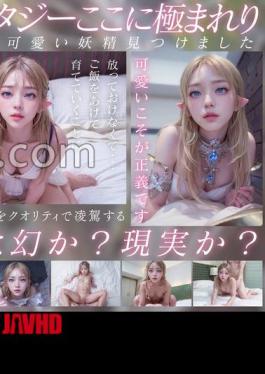 タジーここに極まれり
可愛い妖精見つけました
可愛いこそが正義です
放っておけなくて
ご飯をあげて
育てていくこと
.com
をクオリティで凌駕する
幻か?現実か?
JAVHD